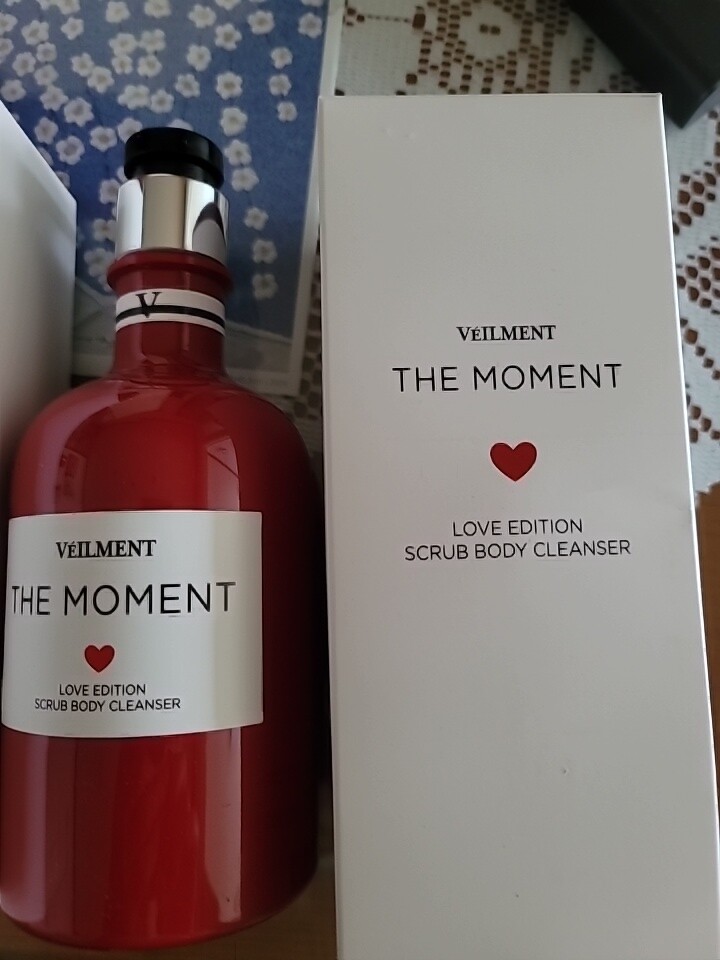 V
VÉILMENT
THE MOMENT
LOVE EDITION
SCRUB BODY CLEANSER
VÉILMENT
THE MOMENT
LOVE EDITION
SCRUB BODY CLEANSER